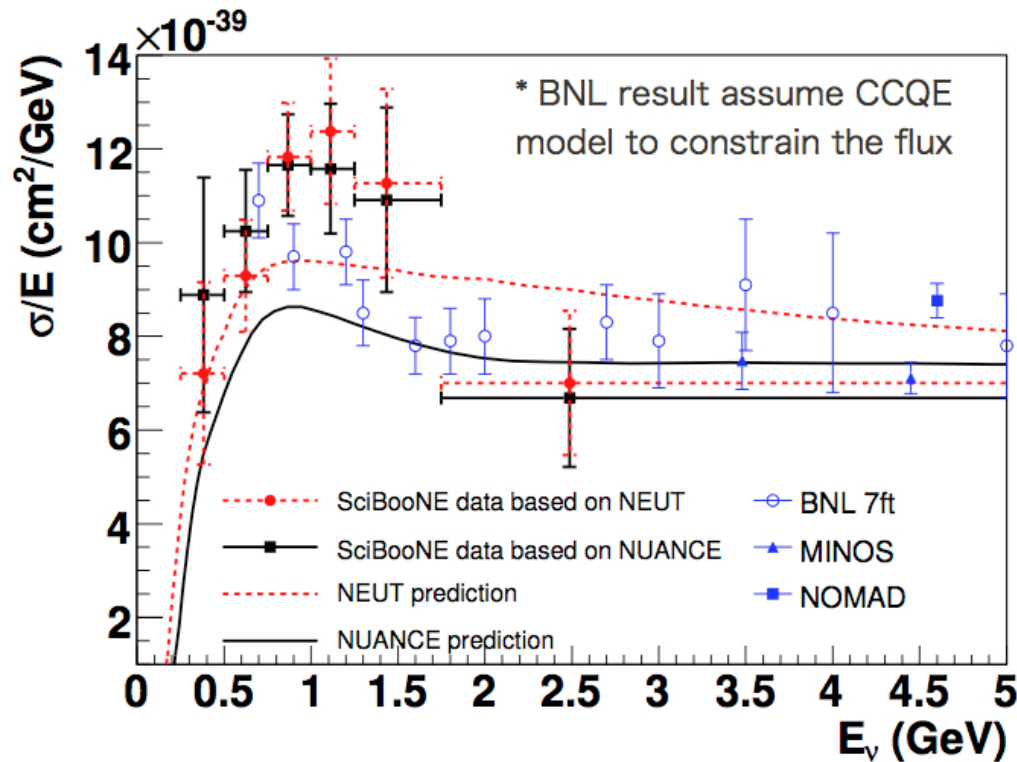 ×10⁻³⁹
σ/E (cm²/GeV)
14
12
10
8
6
4
2
* BNL result assume CCQE
model to constrain the flux
SciBooNE data based on NEUT
SciBooNE data based on NUANCE
NEUT prediction
NUANCE prediction
BNL 7ft
MINOS
NOMAD
0 0.5 1 1.5 2 2.5 3 3.5 4 4.5 5
Eν (GeV)